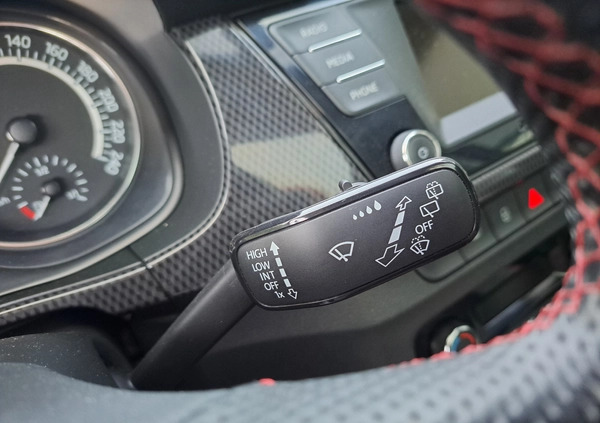 140
160
180
200
220
240
RADIO
MEDIA
PHONE
HIGH
LOW
INT
OFF
1x
OFF